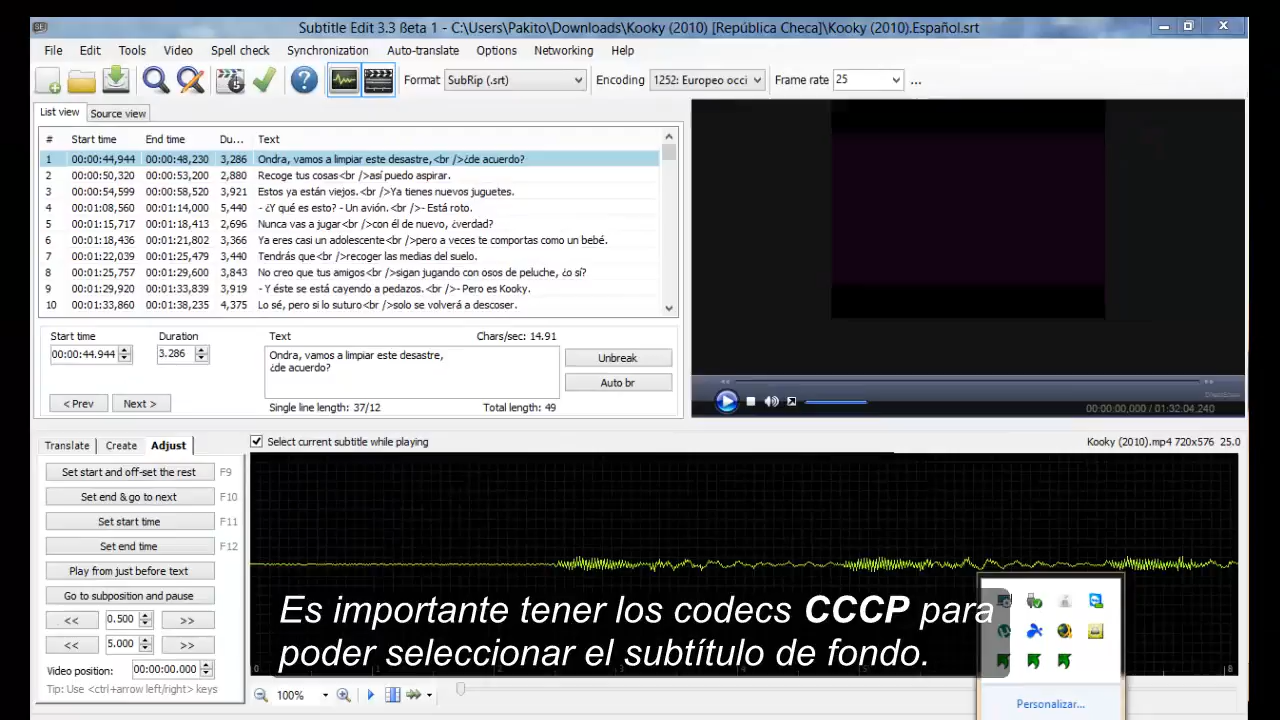 Subtitle Edit 3.3 ßeta 1 - C:\Users\Pakito\Downloads\Kooky (2010) [República Checa]\Kooky (2010).Español.srt
File Edit Tools Video Spell check Synchronization Auto-translate Options Networking Help
Format SubRip (.srt) Encoding 1252: Europeo occi Frame rate 25 ...
List view Source view
# Start time End time Du... Text
1 00:00:44,944 00:00:48,230 3,286 Ondra, vamos a limpiar este desastre,<br />¿de acuerdo?
2 00:00:50,320 00:00:53,200 2,880 Recoge tus cosas<br />así puedo aspirar.
3 00:00:54,599 00:00:58,520 3,921 Estos ya están viejos.<br />Ya tienes nuevos juguetes.
4 00:01:08,560 00:01:14,000 5,440 - ¿Y qué es esto? - Un avión.<br />- Está roto.
5 00:01:15,717 00:01:18,413 2,696 Nunca vas a jugar<br />con él de nuevo, ¿verdad?
6 00:01:18,436 00:01:21,802 3,366 Ya eres casi un adolescente<br />pero a veces te comportas como un bebé.
7 00:01:22,039 00:01:25,479 3,440 Tendrás que<br />recoger las medias del suelo.
8 00:01:25,757 00:01:29,600 3,843 No creo que tus amigos<br />sigan jugando con osos de peluche, ¿o sí?
9 00:01:29,920 00:01:33,839 3,919 - Y éste se está cayendo a pedazos.<br />- Pero es Kooky.
10 00:01:33,860 00:01:38,235 4,375 Lo sé, pero si lo suturo<br />solo se volverá a descoser.
Start time Duration Text Chars/sec: 14.91
00:00:44.944 3.286 Ondra, vamos a limpiar este desastre,
¿de acuerdo?
Unbreak
Auto br
< Prev Next > Single line length: 37/12 Total length: 49
00:00:00,000 / 01:32:04.240
Translate Create Adjust Select current subtitle while playing Kooky (2010).mp4 720x576 25.0
Set start and off-set the rest F9
Set end & go to next F10
Set start time F11
Set end time F12
Play from just before text
Go to subposition and pause
<< 0.500 >>
<< 5.000 >>
Video position: 00:00:00.000
Tip: Use <ctrl+arrow left/right> keys
Es importante tener los codecs CCCP para
poder seleccionar el subtítulo de fondo.
0 1 3 5 8
100%
Personalizar...